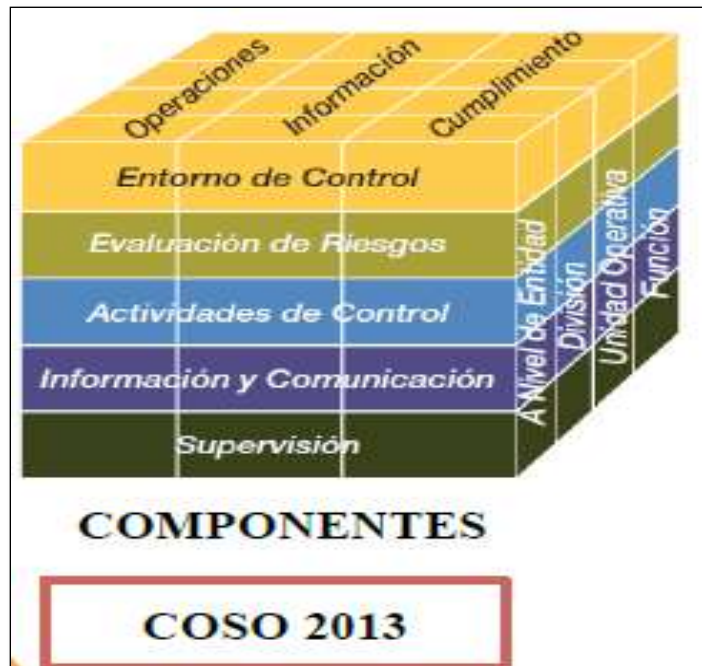 Operaciones
Información
Cumplimiento
Entorno de Control
Evaluación de Riesgos
Actividades de Control
Información y Comunicación
Supervisión
A Nivel de Entidad
División
Unidad Operativa
Función
COMPONENTES
COSO 2013